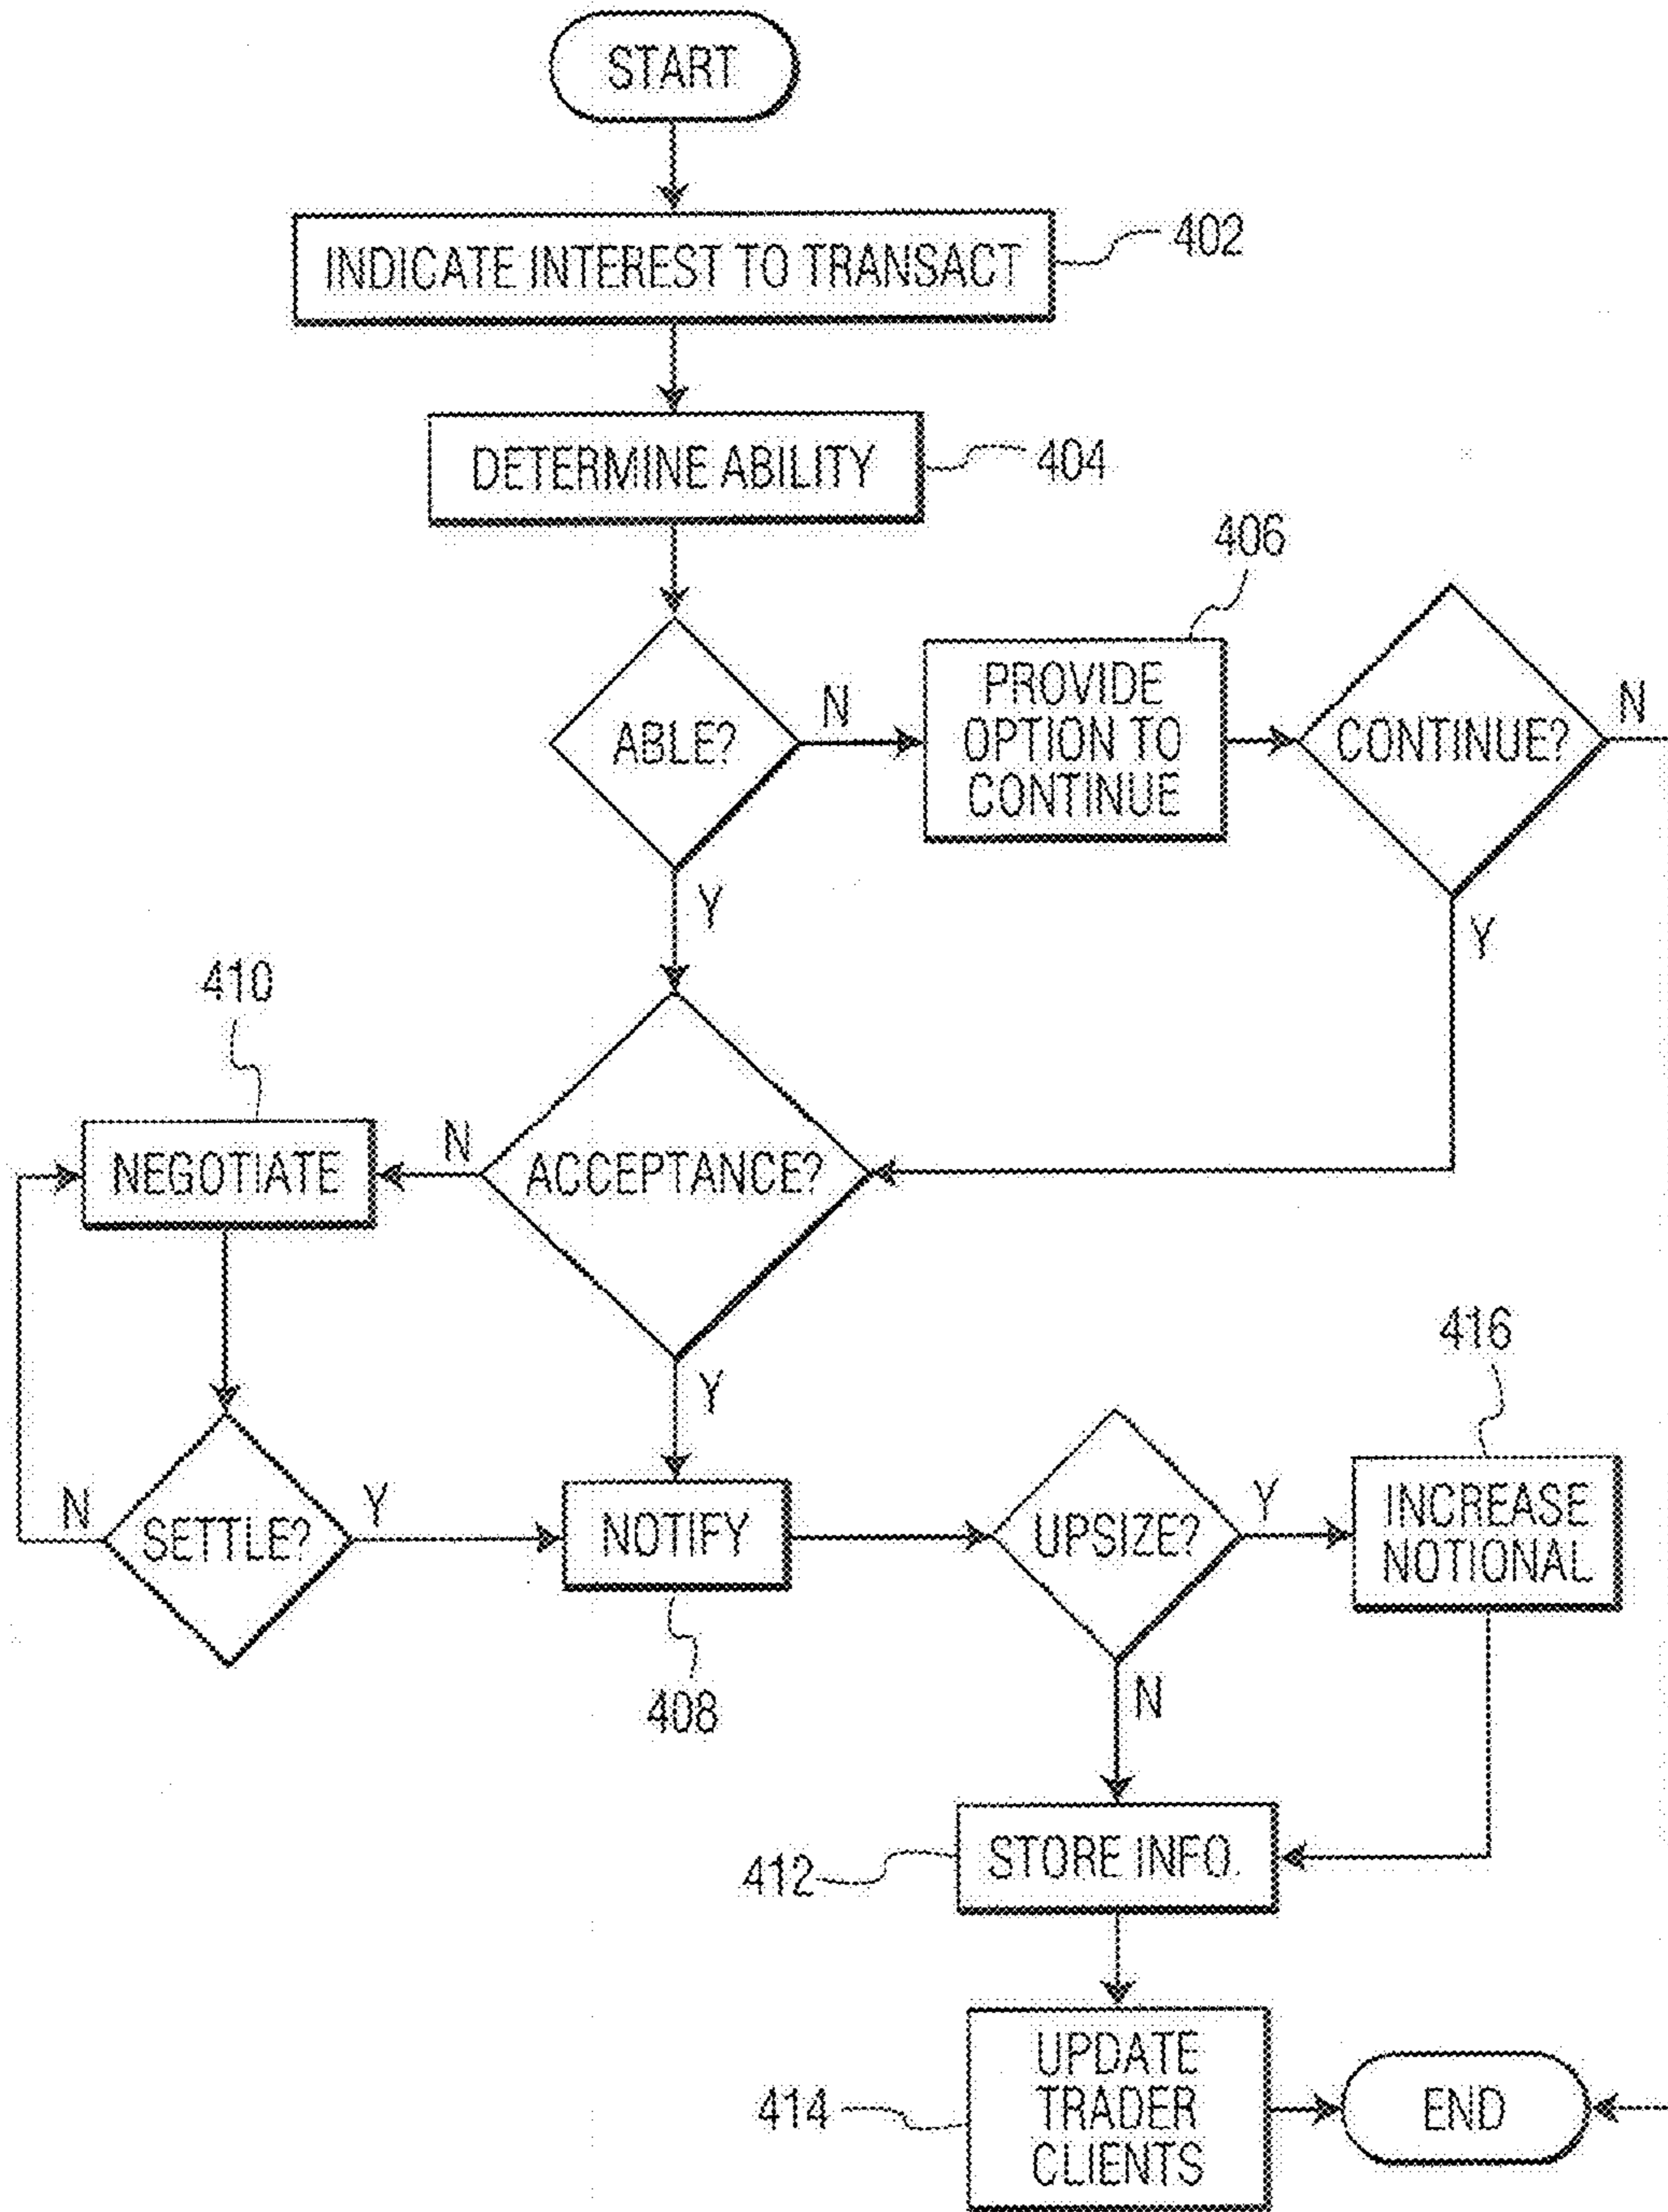 START
INDICATE INTEREST TO TRANSACT
402
DETERMINE ABILITY
404
406
ABLE?
N
PROVIDE
OPTION TO
CONTINUE
CONTINUE?
N
Y
Y
410
NEGOTIATE
N
ACCEPTANCE?
Y
416
N
SETTLE?
Y
NOTIFY
408
UPSIZE?
Y
INCREASE
NOTIONAL
N
412
STORE INFO.
414
UPDATE
TRADER
CLIENTS
END